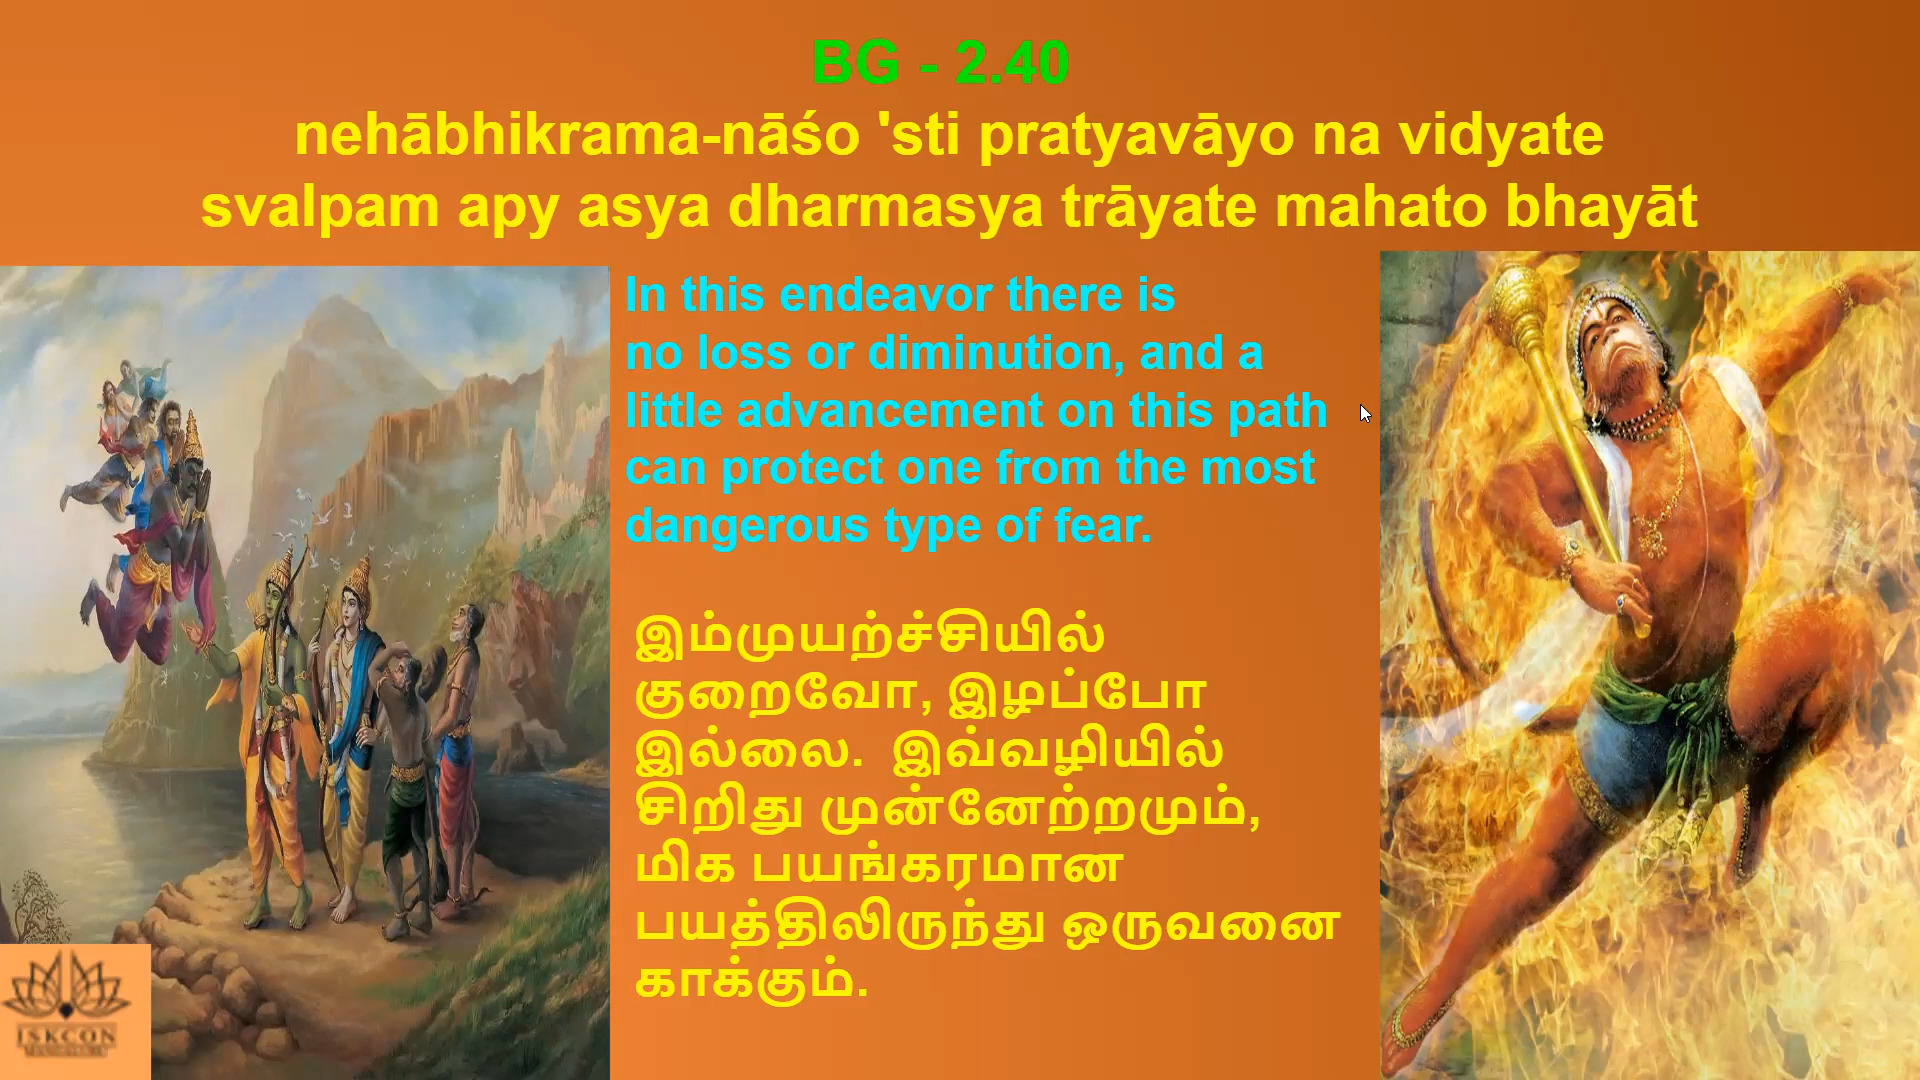 BG - 2.40
nehābhikrama-nāśo 'sti pratyavāyo na vidyate
svalpam apy asya dharmasya trāyate mahato bhayāt
In this endeavor there is
no loss or diminution, and a
little advancement on this path
can protect one from the most
dangerous type of fear.
இம்முயற்ச்சியில்
குறைவோ, இழப்போ
இல்லை. இவ்வழியில்
சிறிது முன்னேற்றமும்,
மிக பயங்கரமான
பயத்திலிருந்து ஒருவனை
காக்கும்.
ISKCON